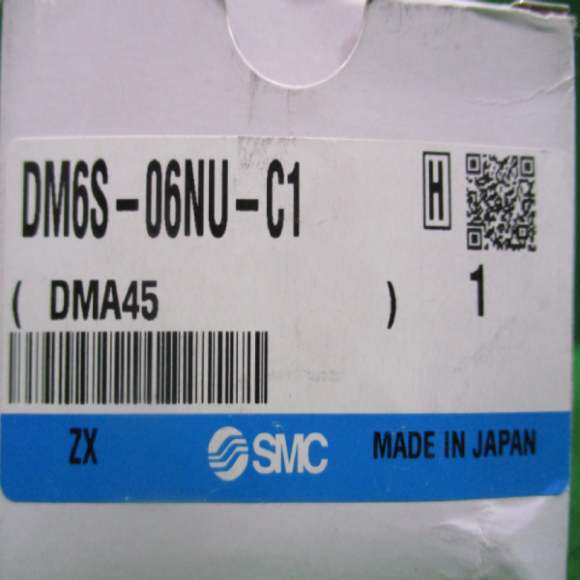 DM6S-06NU-C1 H
( DMA45 ) 1
ZX SMC MADE IN JAPAN